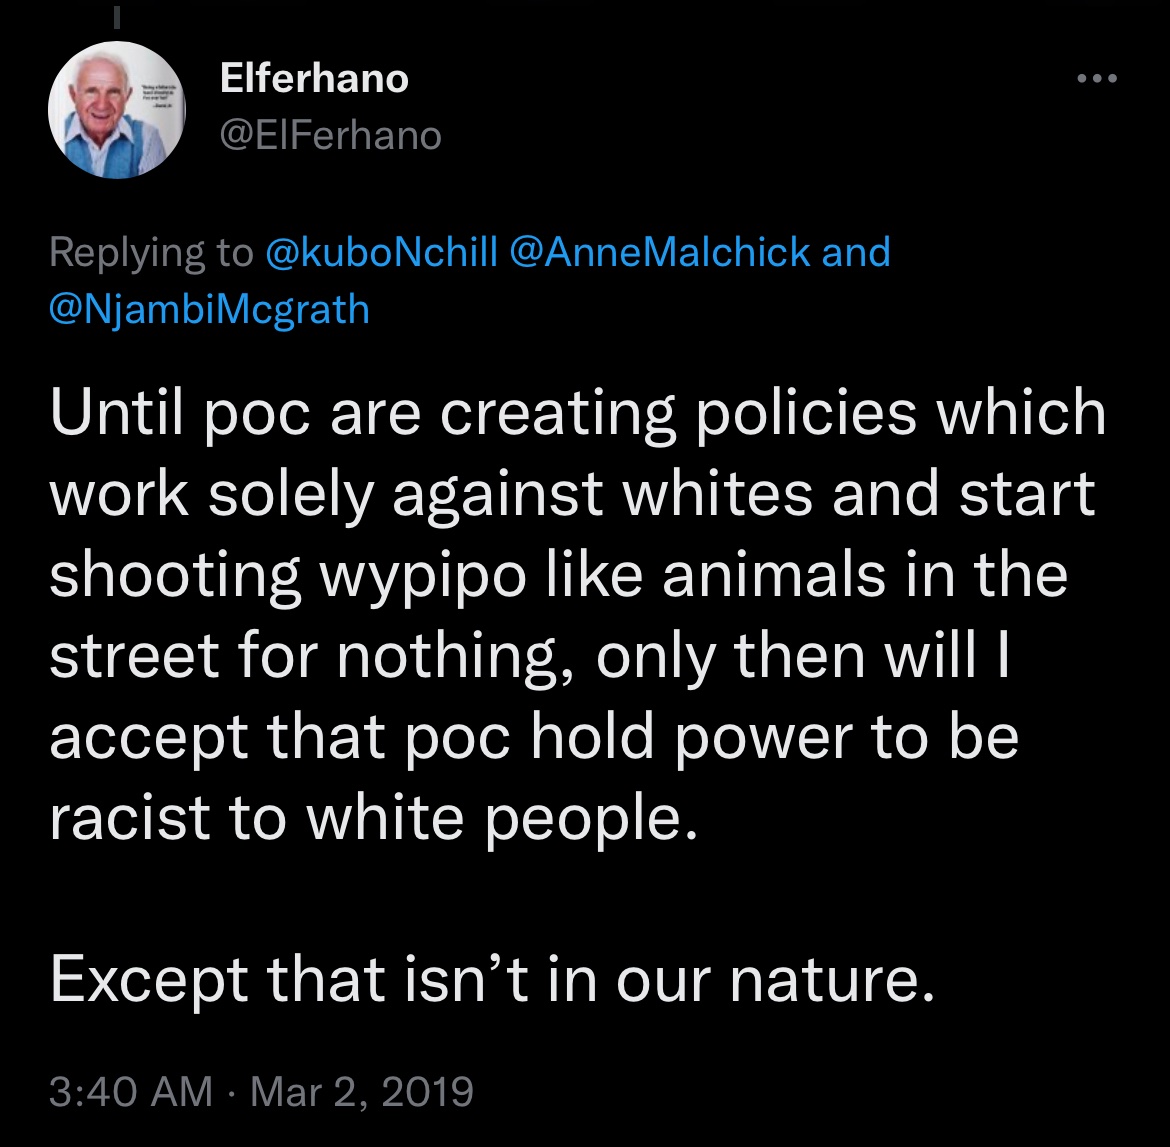 Elferhano
@ElFerhano
Replying to @kuboNchill @AnneMalchick and
@NjambiMcgrath
Until poc are creating policies which
work solely against whites and start
shooting wypipo like animals in the
street for nothing, only then will I
accept that poc hold power to be
racist to white people.
Except that isn’t in our nature.
3:40 AM · Mar 2, 2019